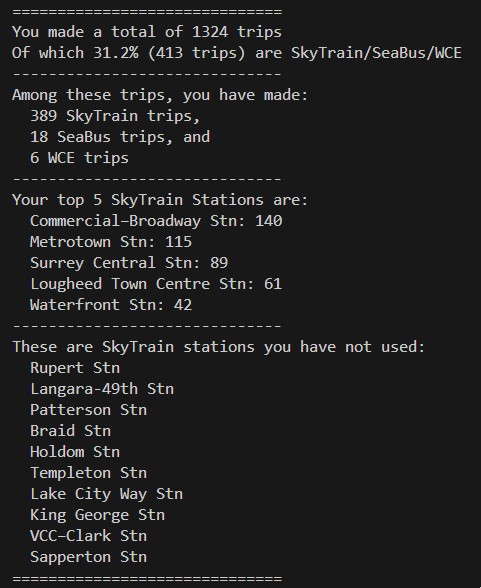 ==============================
You made a total of 1324 trips
Of which 31.2% (413 trips) are SkyTrain/SeaBus/WCE
------------------------------
Among these trips, you have made:
  389 SkyTrain trips,
  18 SeaBus trips, and
  6 WCE trips
------------------------------
Your top 5 SkyTrain Stations are:
  Commercial–Broadway Stn: 140
  Metrotown Stn: 115
  Surrey Central Stn: 89
  Lougheed Town Centre Stn: 61
  Waterfront Stn: 42
------------------------------
These are SkyTrain stations you have not used:
  Rupert Stn
  Langara-49th Stn
  Patterson Stn
  Braid Stn
  Holdom Stn
  Templeton Stn
  Lake City Way Stn
  King George Stn
  VCC–Clark Stn
  Sapperton Stn
==============================